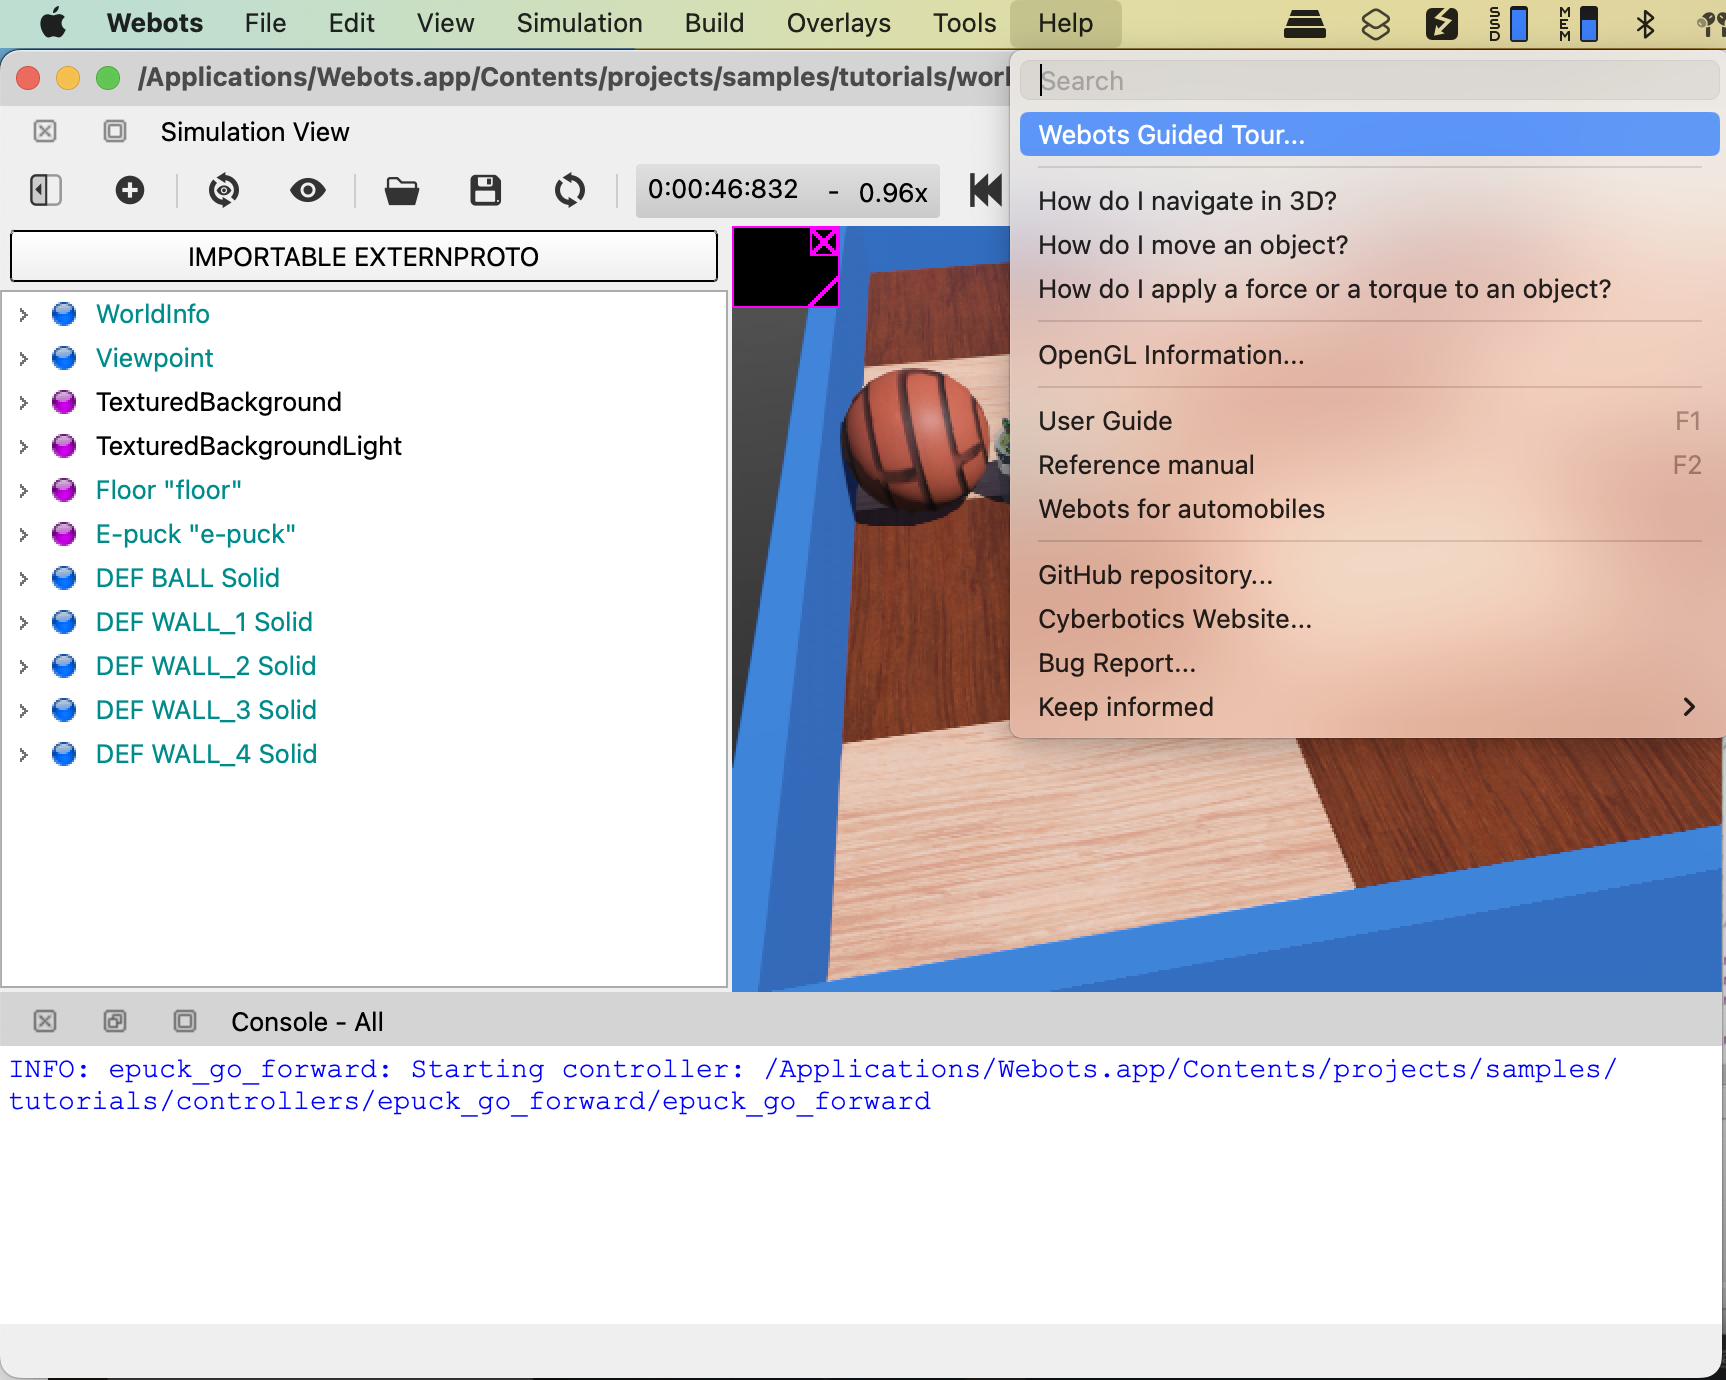 Webots File Edit View Simulation Build Overlays Tools Help SSD MEM
/Applications/Webots.app/Contents/projects/samples/tutorials/worl
Simulation View
0:00:46:832 - 0.96x
IMPORTABLE EXTERNPROTO
WorldInfo
Viewpoint
TexturedBackground
TexturedBackgroundLight
Floor "floor"
E-puck "e-puck"
DEF BALL Solid
DEF WALL_1 Solid
DEF WALL_2 Solid
DEF WALL_3 Solid
DEF WALL_4 Solid
Search
Webots Guided Tour...
How do I navigate in 3D?
How do I move an object?
How do I apply a force or a torque to an object?
OpenGL Information...
User Guide F1
Reference manual F2
Webots for automobiles
GitHub repository...
Cyberbotics Website...
Bug Report...
Keep informed
Console - All
INFO: epuck_go_forward: Starting controller: /Applications/Webots.app/Contents/projects/samples/
tutorials/controllers/epuck_go_forward/epuck_go_forward